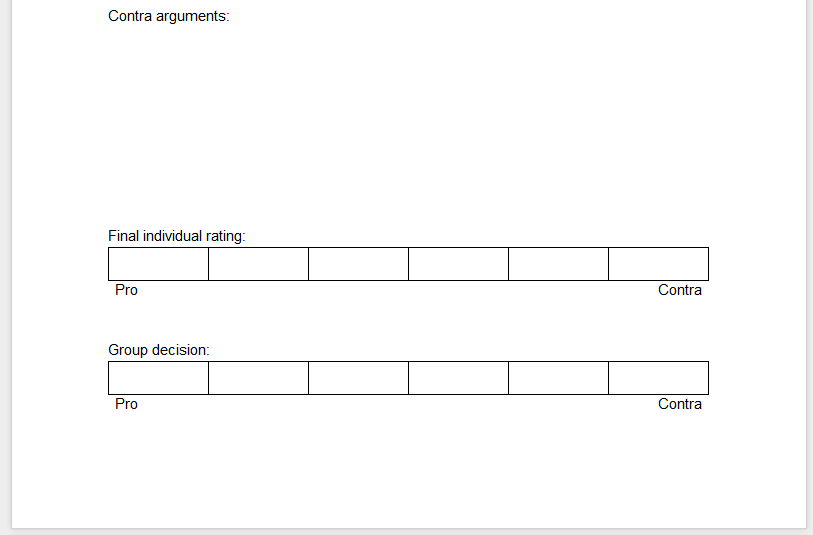 Contra arguments:
Final individual rating:
Pro Contra
Group decision:
Pro Contra